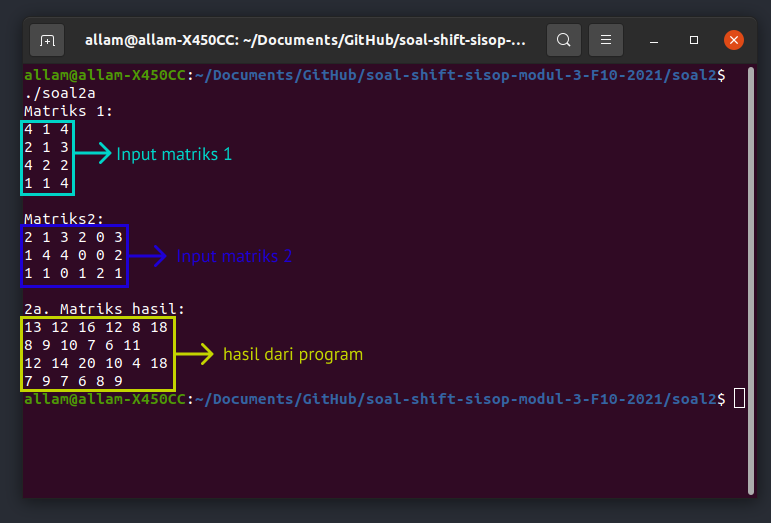 allam@allam-X450CC: ~/Documents/GitHub/soal-shift-sisop-...
allam@allam-X450CC:~/Documents/GitHub/soal-shift-sisop-modul-3-F10-2021/soal2$
./soal2a
Matriks 1:
4 1 4
2 1 3
4 2 2
1 1 4
Input matriks 1
Matriks2:
2 1 3 2 0 3
1 4 4 0 0 2
1 1 0 1 2 1
Input matriks 2
2a. Matriks hasil:
13 12 16 12 8 18
8 9 10 7 6 11
12 14 20 10 4 18
7 9 7 6 8 9
hasil dari program
allam@allam-X450CC:~/Documents/GitHub/soal-shift-sisop-modul-3-F10-2021/soal2$